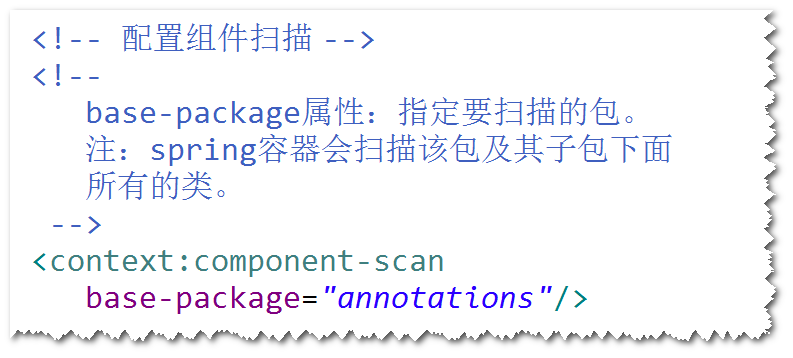 <!-- 配置组件扫描 -->
<!--
base-package属性：指定要扫描的包。
注：spring容器会扫描该包及其子包下面
所有的类。
-->
<context:component-scan
base-package="annotations"/>